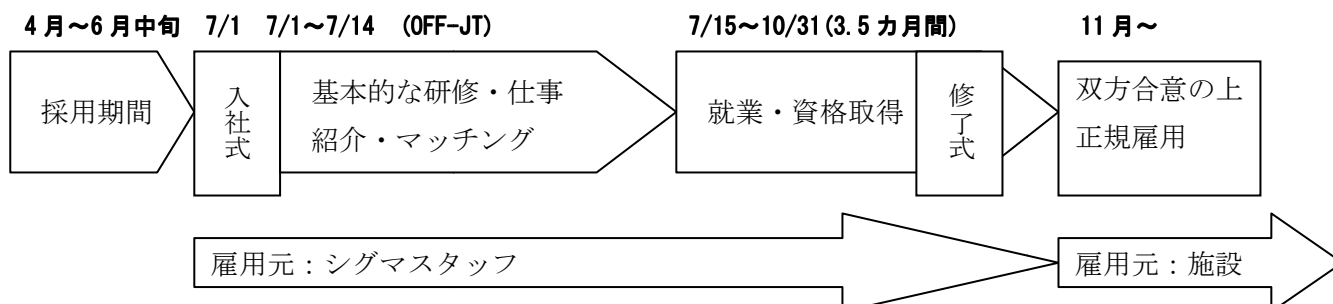 4月～6月中旬 7/1 7/1～7/14 (OFF-JT) 7/15～10/31(3.5カ月間) 11月～
採用期間
入社式
基本的な研修・仕事
紹介・マッチング
就業・資格取得
修了式
双方合意の上
正規雇用
雇用元：シグマスタッフ
雇用元：施設